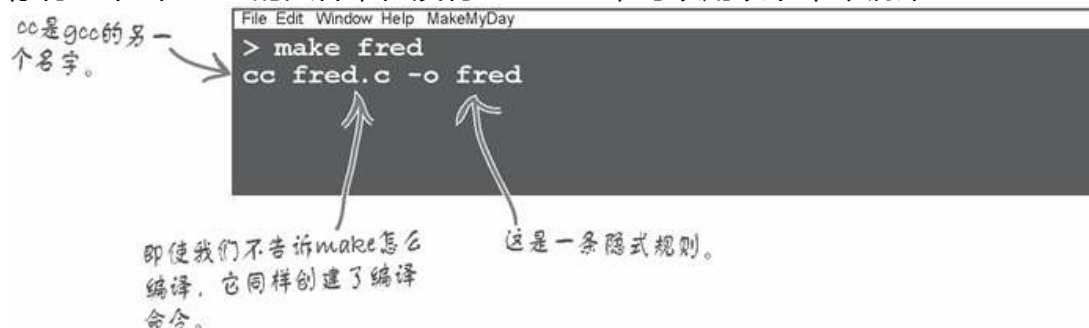 File Edit Window Help MakeMyDay
cc是gcc的另一
个名字。
> make fred
cc fred.c -o fred
即使我们不告诉make怎么
编译，它同样创建了编译
命令。
这是一条隐式规则。